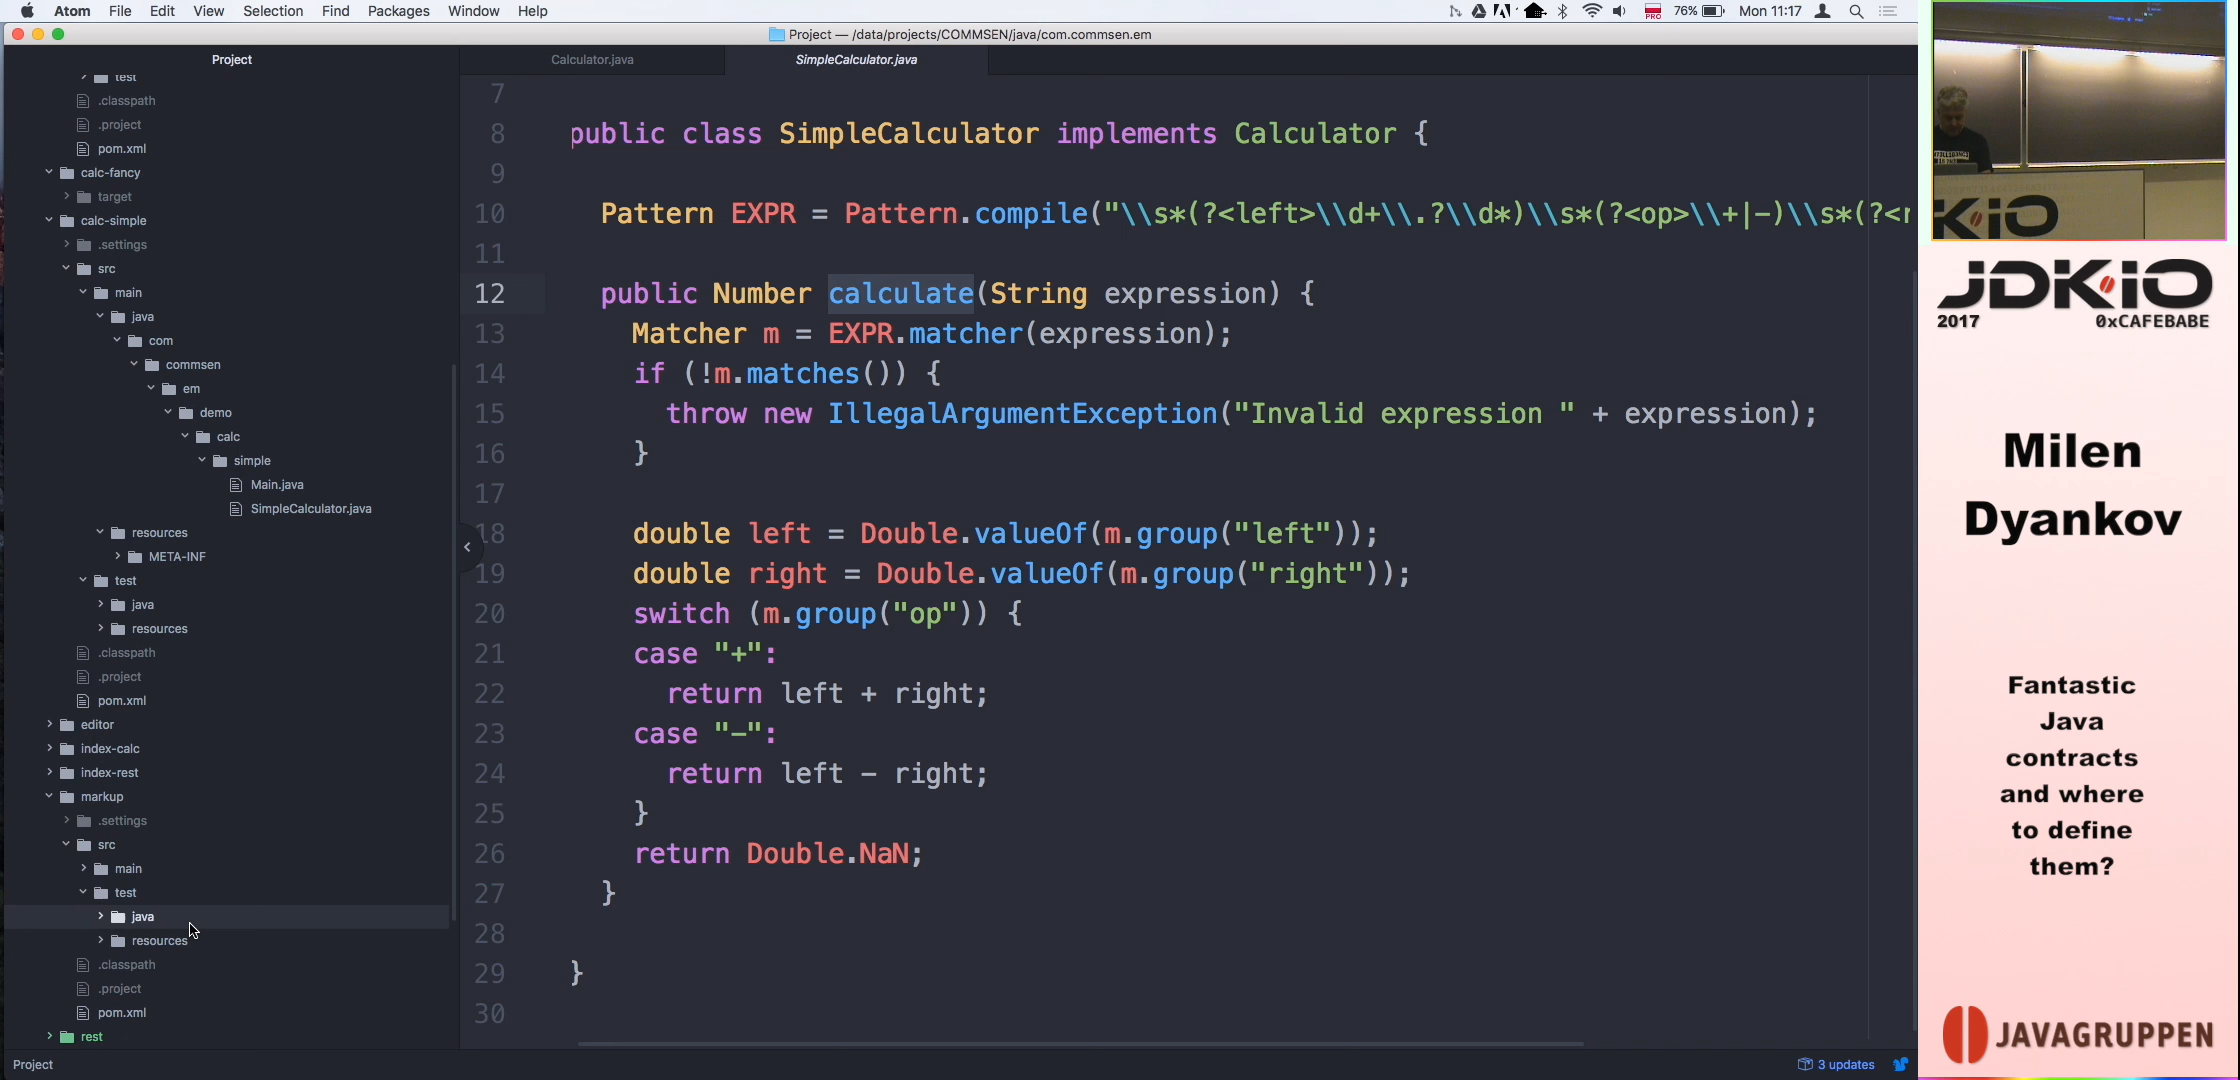 Atom File Edit View Selection Find Packages Window Help
PRO 76% Mon 11:17
Project — /data/projects/COMMSEN/java/com.commsen.em
Project
Calculator.java
SimpleCalculator.java
test
.classpath
.project
pom.xml
calc-fancy
target
calc-simple
.settings
src
main
java
com
commsen
em
demo
calc
simple
Main.java
SimpleCalculator.java
resources
META-INF
test
java
resources
.classpath
.project
pom.xml
editor
index-calc
index-rest
markup
.settings
src
main
test
java
resources
.classpath
.project
pom.xml
rest
Project
7
8 public class SimpleCalculator implements Calculator {
9
10 Pattern EXPR = Pattern.compile("\\s*(?<left>\\d+\\.?\\d*)\\s*(?<op>\\+|-)\\s*(?<r
11
12 public Number calculate(String expression) {
13 Matcher m = EXPR.matcher(expression);
14 if (!m.matches()) {
15 throw new IllegalArgumentException("Invalid expression " + expression);
16 }
17
18 double left = Double.valueOf(m.group("left"));
19 double right = Double.valueOf(m.group("right"));
20 switch (m.group("op")) {
21 case "+":
22 return left + right;
23 case "-":
24 return left - right;
25 }
26 return Double.NaN;
27 }
28
29 }
30
3 updates
KiO
JDKiO
2017 0xCAFEBABE
Milen
Dyankov
Fantastic
Java
contracts
and where
to define
them?
JAVAGRUPPEN